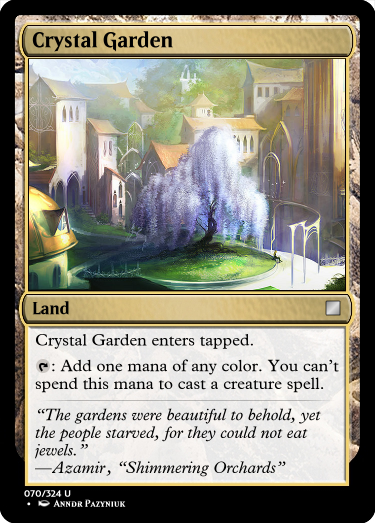 Crystal Garden
Land
Crystal Garden enters tapped.
: Add one mana of any color. You can't
spend this mana to cast a creature spell.
“The gardens were beautiful to behold, yet
the people starved, for they could not eat
jewels.”
—Azamir, “Shimmering Orchards”
070/324 U
• Anndr Pazyniuk